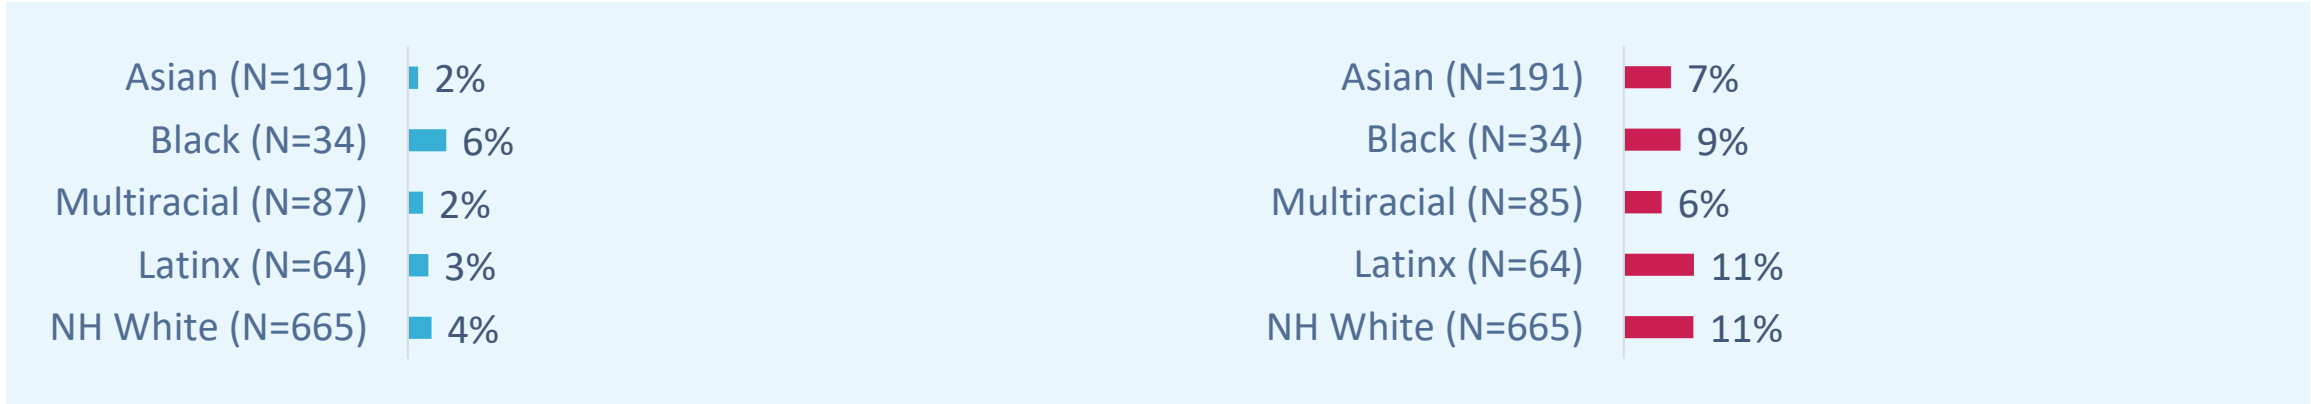 Asian (N=191) 2%
Black (N=34) 6%
Multiracial (N=87) 2%
Latinx (N=64) 3%
NH White (N=665) 4%
Asian (N=191) 7%
Black (N=34) 9%
Multiracial (N=85) 6%
Latinx (N=64) 11%
NH White (N=665) 11%